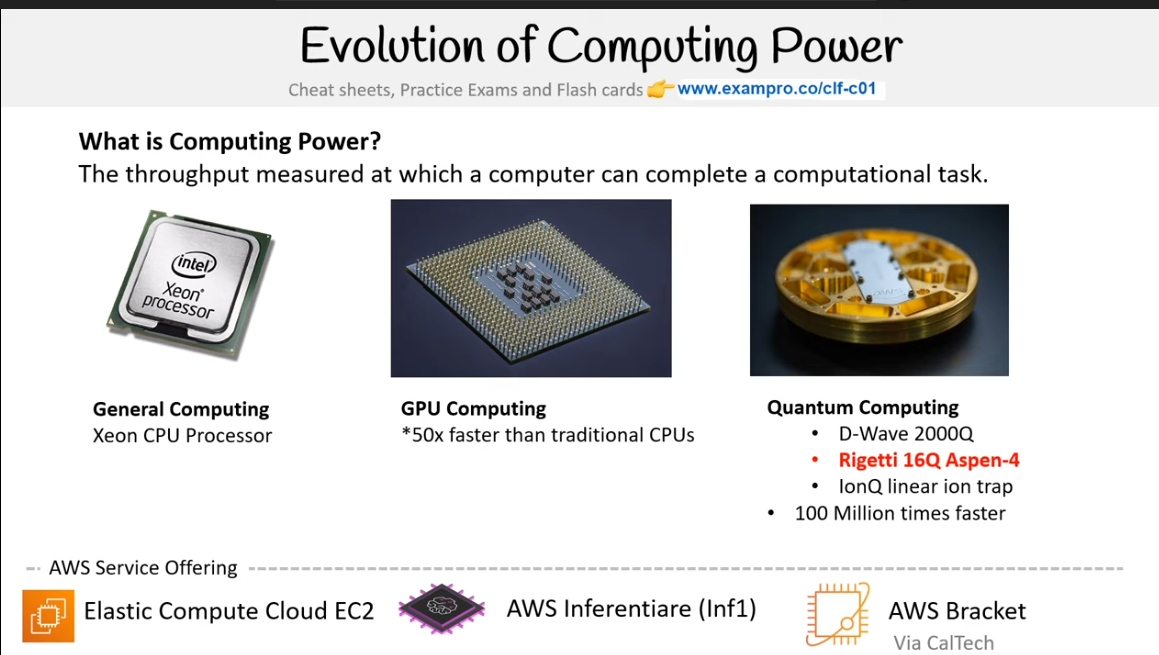 Evolution of Computing Power
Cheat sheets, Practice Exams and Flash cards 👉 www.exampro.co/clf-c01
What is Computing Power?
The throughput measured at which a computer can complete a computational task.
intel
Xeon®
processor
AWS
General Computing
Xeon CPU Processor
GPU Computing
*50x faster than traditional CPUs
Quantum Computing
• D-Wave 2000Q
• Rigetti 16Q Aspen-4
• IonQ linear ion trap
• 100 Million times faster
AWS Service Offering
Elastic Compute Cloud EC2
AWS Inferentiare (Inf1)
AWS Bracket
Via CalTech